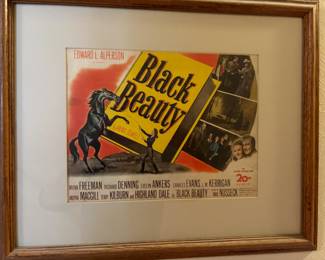 EDWARD L. ALPERSON
Black
Beauty
MONA FREEMAN RICHARD DENNING EVELYN ANKERS CHARLES EVANS J. M. KERRIGAN
MOYNA MACGILL TERRY KILBURN AND HIGHLAND DALE AS BLACK BEAUTY
MAX NOSSECK
20